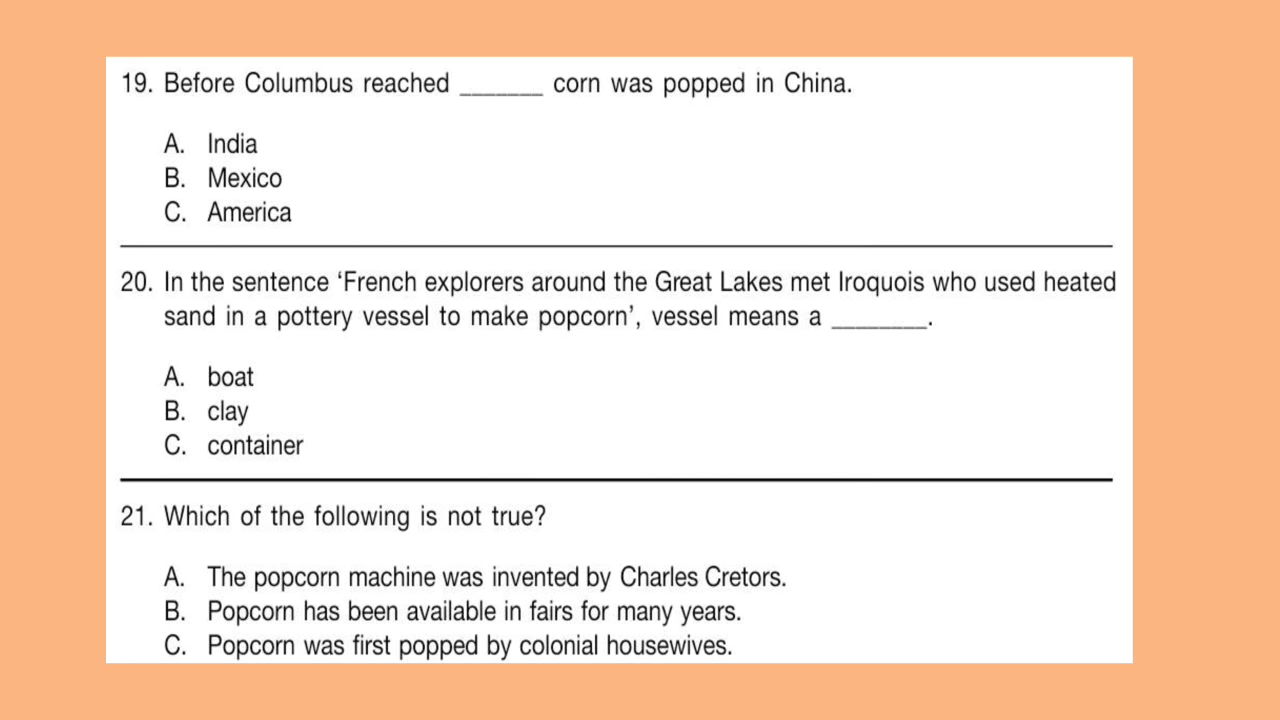 19. Before Columbus reached _______ corn was popped in China.
A. India
B. Mexico
C. America
20. In the sentence ‘French explorers around the Great Lakes met Iroquois who used heated
sand in a pottery vessel to make popcorn’, vessel means a ________.
A. boat
B. clay
C. container
21. Which of the following is not true?
A. The popcorn machine was invented by Charles Cretors.
B. Popcorn has been available in fairs for many years.
C. Popcorn was first popped by colonial housewives.